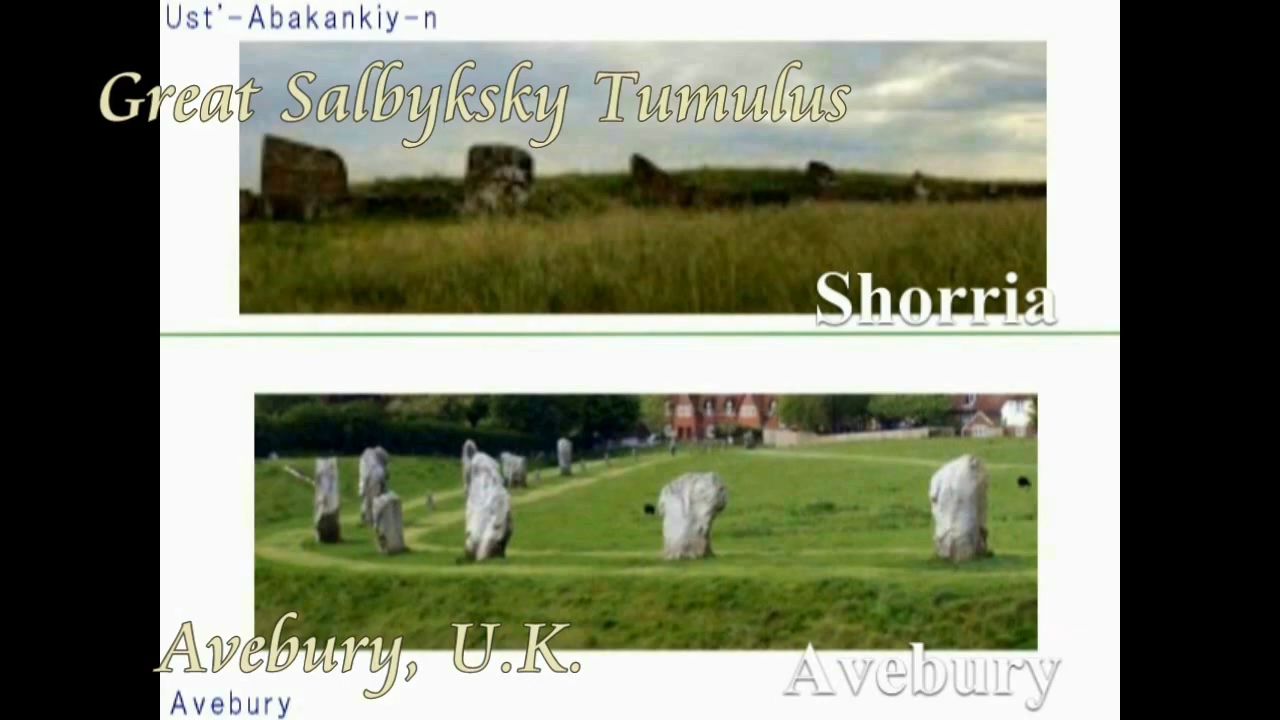 Ust'-Abakankiy-n
Great Salbyksky Tumulus
Shorria
Avebury, U.K.
Avebury
Avebury